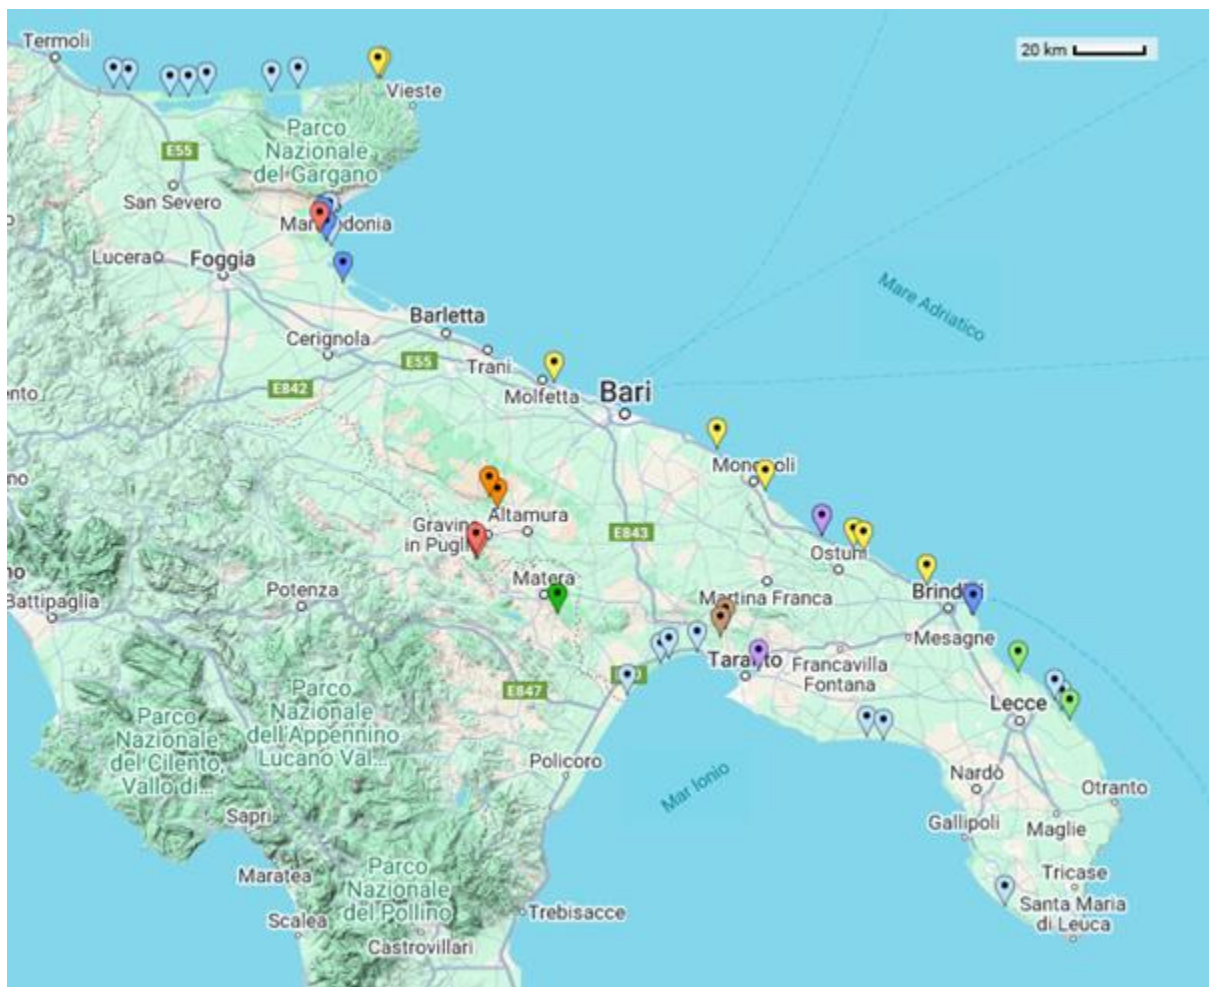 Termoli
20 km
Vieste
Parco
Nazionale
del Gargano
E55
San Severo
Manfredonia
Lucera
Foggia
Mare Adriatico
Barletta
Cerignola
E55
Trani
Molfetta
Bari
E842
Monopoli
Altamura
Gravina
in Puglia
E843
Ostuni
Matera
Potenza
Battipaglia
Martina Franca
Brindisi
Mesagne
Taranto
Francavilla
Fontana
E847
Lecce
Parco
Nazionale
dell'Appennino
Lucano Val...
Parco
Nazionale
del Cilento,
Vallo di...
Policoro
Mar Ionio
Nardò
Otranto
Sapri
Gallipoli
Maglie
Maratea
Parco
Nazionale
del Pollino
Tricase
Santa Maria
di Leuca
Scalea
Trebisacce
Castrovillari